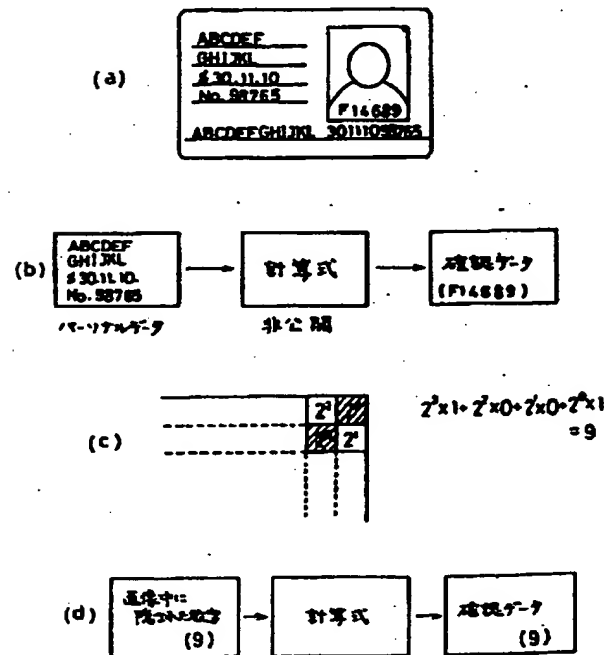 (a)
ABCDEF
GHIJKL
S30.11.10
No. 98765
F14689
ABCDEFGHIJKL 30111098765
(b)
ABCDEF
GHIJKL
S30.11.10.
No. 98765
計算式
確認データ
(F14689)
パーソナルデータ
非公開
(c)
2³
2¹
2³×1+2²×0+2¹×0+2⁰×1
=9
(d)
画像中に
隠された数字
(9)
計算式
確認データ
(9)